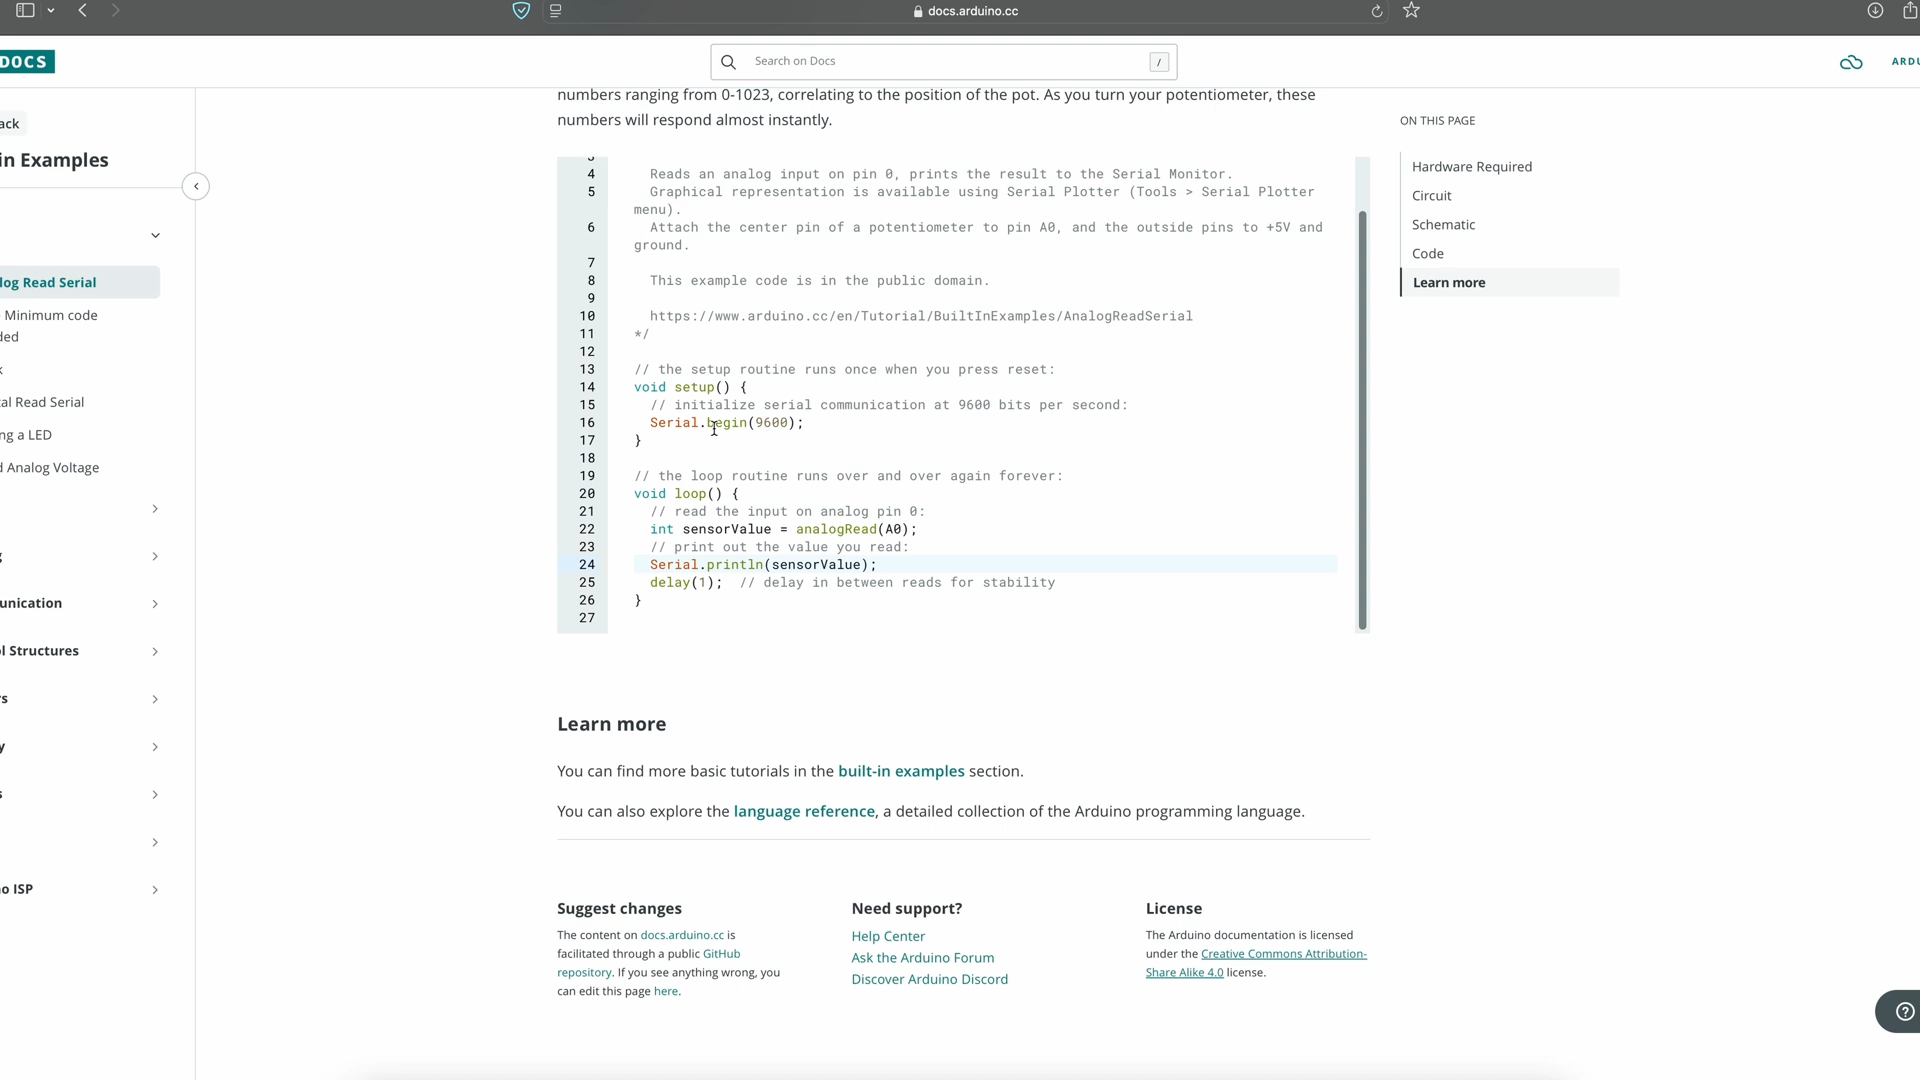 docs.arduino.cc
DOCS
Search on Docs
/
ARDU
ack
in Examples
log Read Serial
Minimum code
ded
k
al Read Serial
ng a LED
d Analog Voltage
g
unication
l Structures
rs
y
s
o ISP
numbers ranging from 0-1023, correlating to the position of the pot. As you turn your potentiometer, these
numbers will respond almost instantly.
3
4 Reads an analog input on pin 0, prints the result to the Serial Monitor.
5 Graphical representation is available using Serial Plotter (Tools > Serial Plotter
menu).
6 Attach the center pin of a potentiometer to pin A0, and the outside pins to +5V and
ground.
7
8 This example code is in the public domain.
9
10 https://www.arduino.cc/en/Tutorial/BuiltInExamples/AnalogReadSerial
11 */
12
13 // the setup routine runs once when you press reset:
14 void setup() {
15 // initialize serial communication at 9600 bits per second:
16 Serial.begin(9600);
17 }
18
19 // the loop routine runs over and over again forever:
20 void loop() {
21 // read the input on analog pin 0:
22 int sensorValue = analogRead(A0);
23 // print out the value you read:
24 Serial.println(sensorValue);
25 delay(1); // delay in between reads for stability
26 }
27
Learn more
You can find more basic tutorials in the built-in examples section.
You can also explore the language reference, a detailed collection of the Arduino programming language.
Suggest changes
The content on docs.arduino.cc is
facilitated through a public GitHub
repository. If you see anything wrong, you
can edit this page here.
Need support?
Help Center
Ask the Arduino Forum
Discover Arduino Discord
License
The Arduino documentation is licensed
under the Creative Commons Attribution-
Share Alike 4.0 license.
ON THIS PAGE
Hardware Required
Circuit
Schematic
Code
Learn more